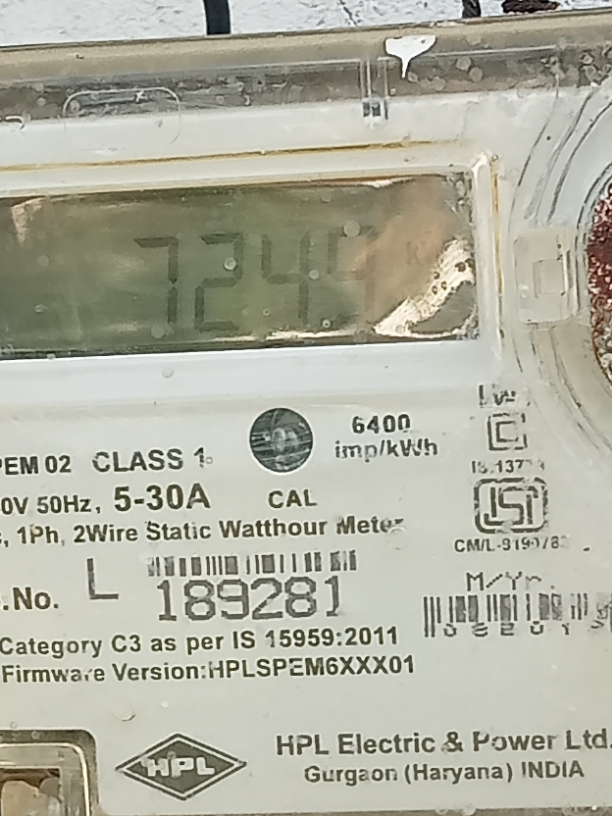 7249
6400
imp/kWh
PEM 02 CLASS 1.
0V 50Hz, 5-30A
CAL
, 1Ph, 2Wire Static Watthour Meter
.No. L 189281
CM/L-
M/Yr.
Category C3 as per IS 15959:2011
Firmware Version:HPLSPEM6XXX01
HPL
HPL Electric & Power Ltd.
Gurgaon (Haryana) INDIA